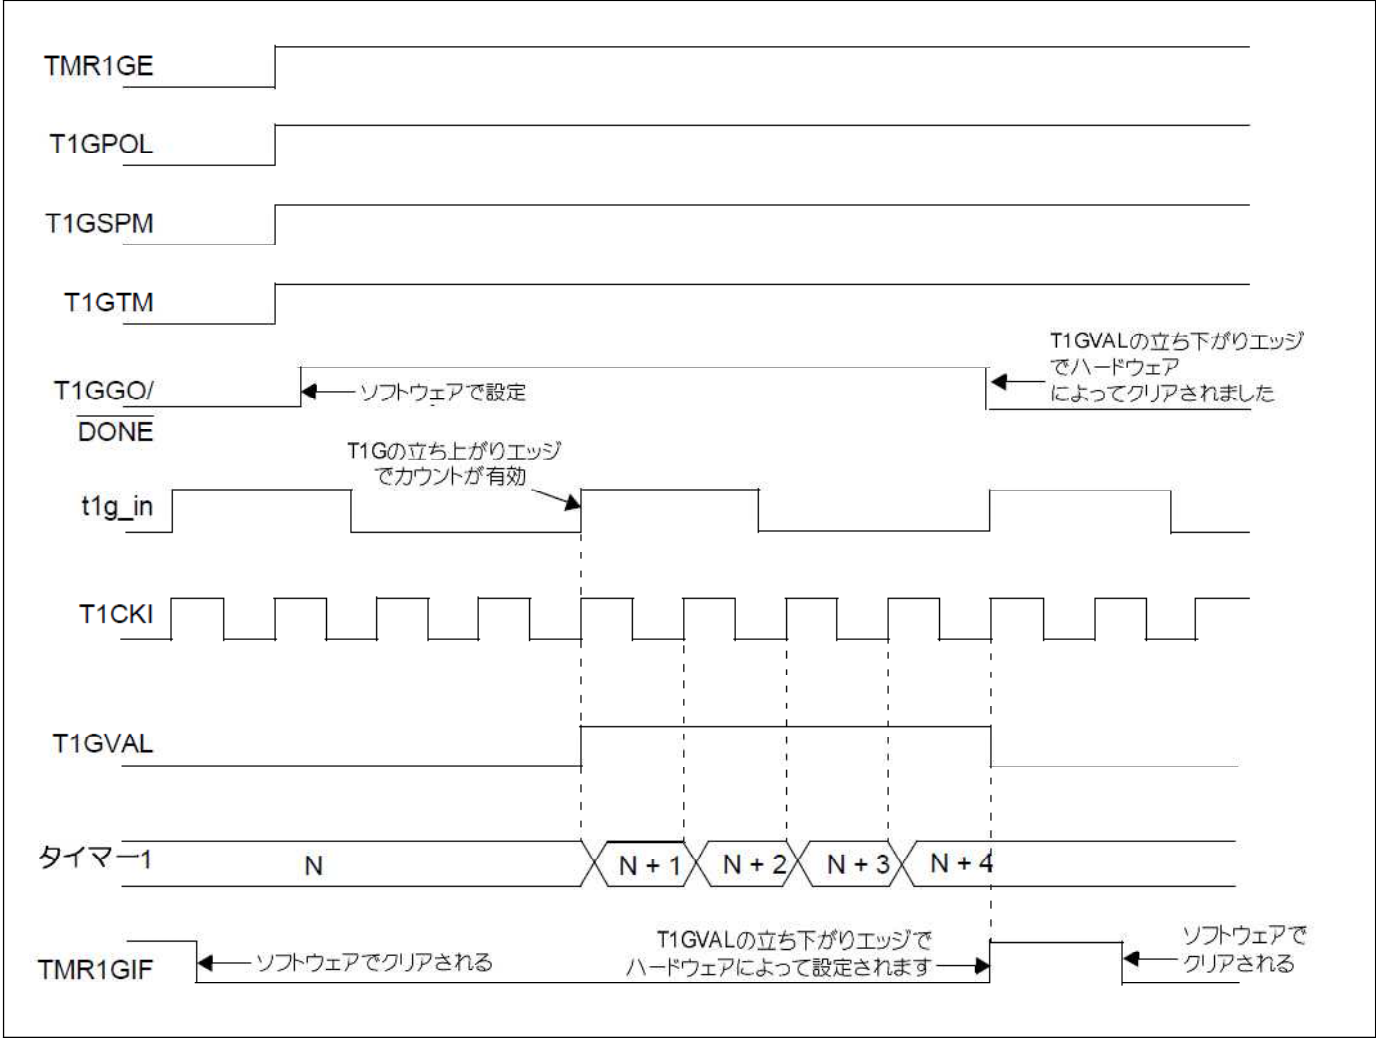 TMR1GE
T1GPOL
T1GSPM
T1GTM
T1GVALの立ち下がりエッジ
でハードウェア
によってクリアされました
T1GGO/
DONE
ソフトウェアで設定
T1Gの立ち上がりエッジ
でカウントが有効
t1g_in
T1CKI
T1GVAL
タイマー1
N
N + 1
N + 2
N + 3
N + 4
TMR1GIF
ソフトウェアでクリアされる
T1GVALの立ち下がりエッジで
ハードウェアによって設定されます
ソフトウェアで
クリアされる